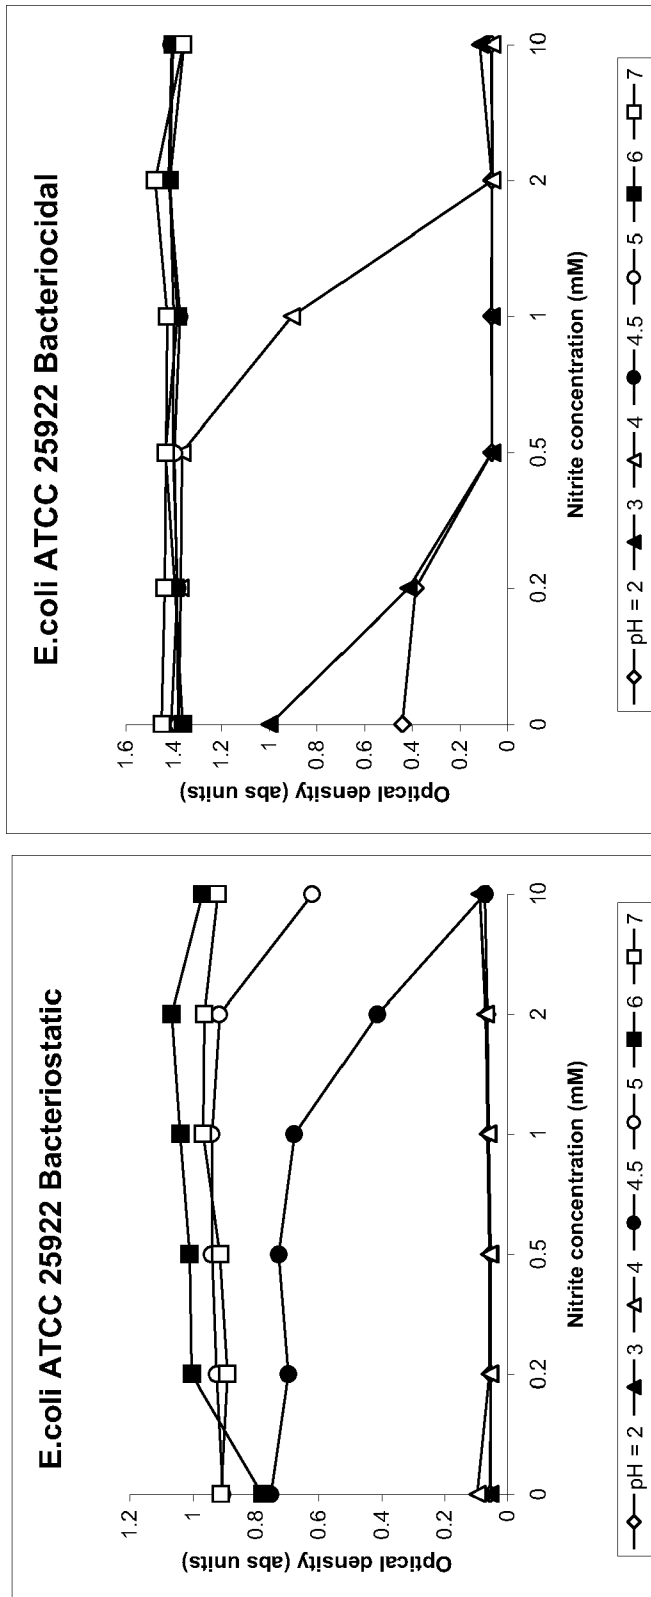 E.coli ATCC 25922 Bacteriostatic
Optical density (abs units)
1.2
1
0.8
0.6
0.4
0.2
0
0 0.2 0.5 1 2 10
Nitrite concentration (mM)
pH = 2 3 4 4.5 5 6 7
E.coli ATCC 25922 Bacteriocidal
Optical density (abs units)
1.6
1.4
1.2
1
0.8
0.6
0.4
0.2
0
0 0.2 0.5 1 2 10
Nitrite concentration (mM)
pH = 2 3 4 4.5 5 6 7